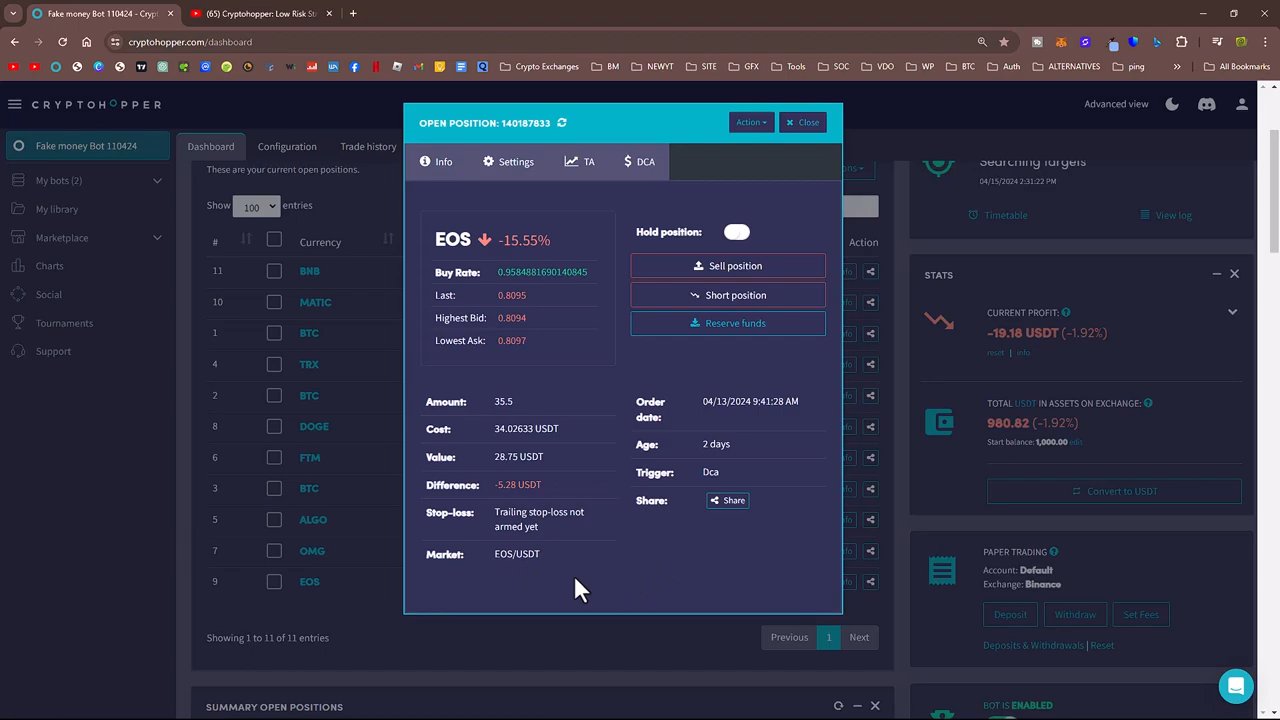 Fake money Bot 110424 - Cryp
(65) Cryptohopper: Low Risk St
cryptohopper.com/dashboard
Crypto Exchanges
BM
NEWYT
SITE
GFX
Tools
SOC
VDO
WP
BTC
Auth
ALTERNATIVES
ping
All Bookmarks
CRYPTOHOPPER
Advanced view
Fake money Bot 110424
My bots (2)
My library
Marketplace
Charts
Social
Tournaments
Support
Dashboard
Configuration
Trade history
These are your current open positions.
Show 100 entries
# Currency
Action
11 BNB
10 MATIC
1 BTC
4 TRX
2 BTC
8 DOGE
6 FTM
3 BTC
5 ALGO
7 OMG
9 EOS
Showing 1 to 11 of 11 entries
Previous 1 Next
SUMMARY OPEN POSITIONS
OPEN POSITION: 140187833
Action
Close
Info
Settings
TA
DCA
EOS -15.55%
Buy Rate: 0.9584881690140845
Last: 0.8095
Highest Bid: 0.8094
Lowest Ask: 0.8097
Hold position:
Sell position
Short position
Reserve funds
Amount: 35.5
Cost: 34.02633 USDT
Value: 28.75 USDT
Difference: -5.28 USDT
Stop-loss: Trailing stop-loss not
armed yet
Market: EOS/USDT
Order
date:
04/13/2024 9:41:28 AM
Age: 2 days
Trigger: Dca
Share: Share
Searching targets
04/15/2024 2:31:22 PM
Timetable
View log
STATS
CURRENT PROFIT:
-19.18 USDT (-1.92%)
reset | info
TOTAL USDT IN ASSETS ON EXCHANGE:
980.82 (-1.92%)
Start balance: 1,000.00 edit
Convert to USDT
PAPER TRADING
Account: Default
Exchange: Binance
Deposit
Withdraw
Set Fees
Deposits & Withdrawals | Reset
BOT IS ENABLED